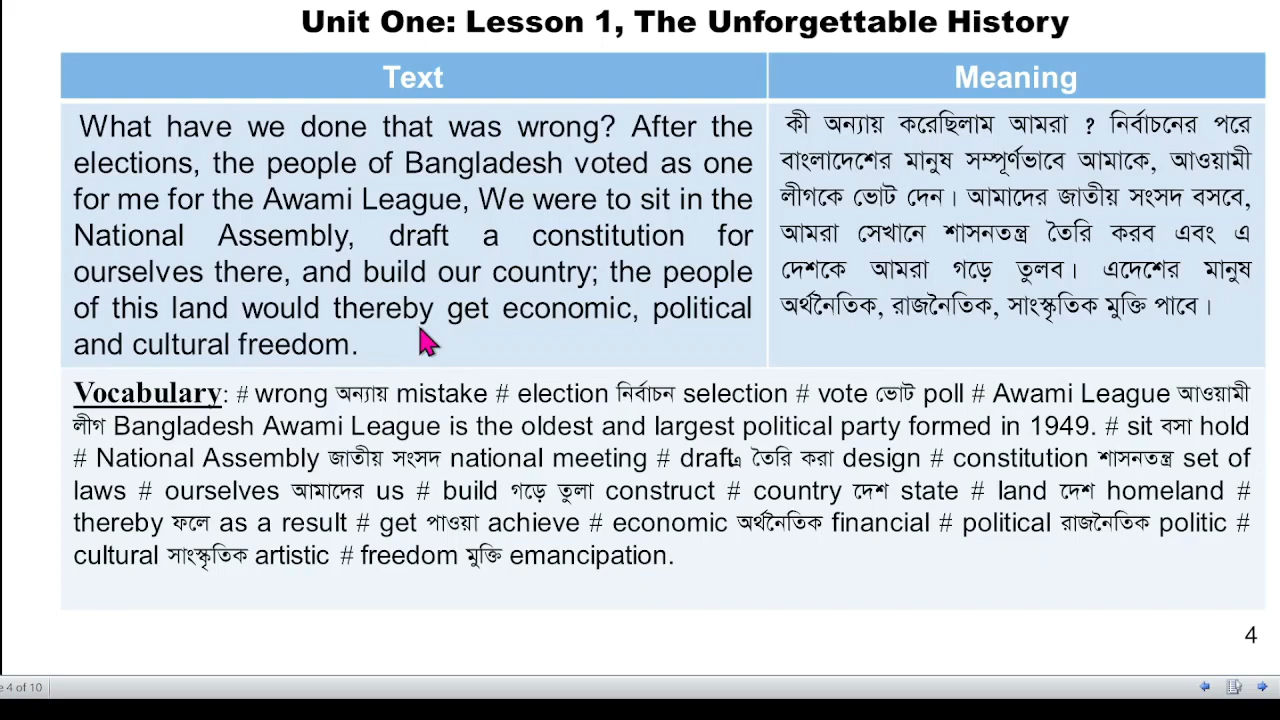 Unit One: Lesson 1, The Unforgettable History
Text
Meaning
What have we done that was wrong? After the
elections, the people of Bangladesh voted as one
for me for the Awami League, We were to sit in the
National Assembly, draft a constitution for
ourselves there, and build our country; the people
of this land would thereby get economic, political
and cultural freedom.
কী অন্যায় করেছিলাম আমরা ? নির্বাচনের পরে
বাংলাদেশের মানুষ সম্পূর্ণভাবে আমাকে, আওয়ামী
লীগকে ভোট দেন। আমাদের জাতীয় সংসদ বসবে,
আমরা সেখানে শাসনতন্ত্র তৈরি করব এবং এ
দেশকে আমরা গড়ে তুলব। এদেশের মানুষ
অর্থনৈতিক, রাজনৈতিক, সাংস্কৃতিক মুক্তি পাবে।
Vocabulary: # wrong অন্যায় mistake # election নির্বাচন selection # vote ভোট poll # Awami League আওয়ামী
লীগ Bangladesh Awami League is the oldest and largest political party formed in 1949. # sit বসা hold
# National Assembly জাতীয় সংসদ national meeting # draft তৈরি করা design # constitution শাসনতন্ত্র set of
laws # ourselves আমাদের us # build গড়ে তুলা construct # country দেশ state # land দেশ homeland #
thereby ফলে as a result # get পাওয়া achieve # economic অর্থনৈতিক financial # political রাজনৈতিক politic #
cultural সাংস্কৃতিক artistic # freedom মুক্তি emancipation.
4
4 of 10